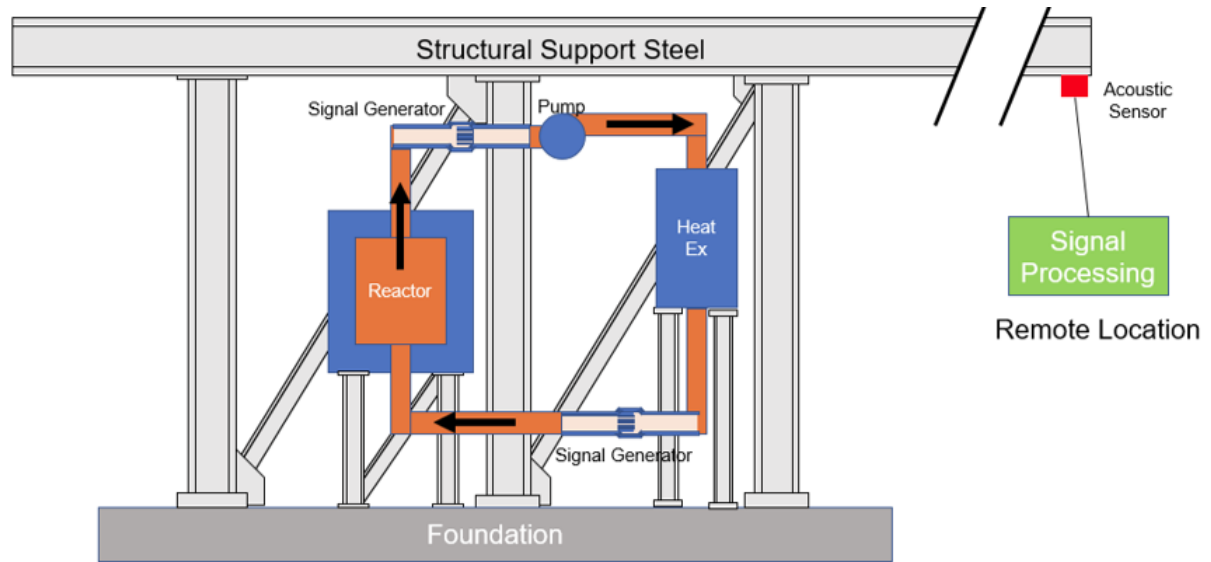 Structural Support Steel
Signal Generator
Pump
Acoustic
Sensor
Heat
Ex
Reactor
Signal
Processing
Remote Location
Signal Generator
Foundation